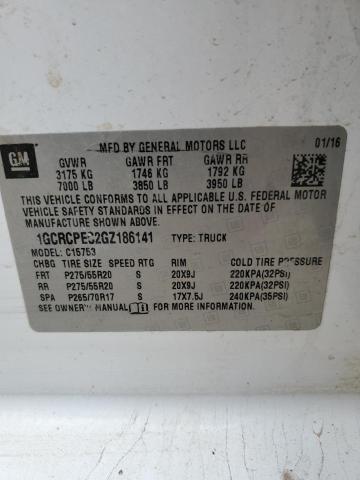 GM
MFD BY GENERAL MOTORS LLC 01/16
GVWR GAWR FRT GAWR RR
3175 KG 1746 KG 1792 KG
7000 LB 3850 LB 3950 LB
THIS VEHICLE CONFORMS TO ALL APPLICABLE U.S. FEDERAL MOTOR
VEHICLE SAFETY STANDARDS IN EFFECT ON THE DATE OF
MANUFACTURE SHOWN ABOVE.
1GCRCPEC2GZ186141 TYPE: TRUCK
MODEL: C15753
CHBG TIRE SIZE SPEED RTG RIM COLD TIRE PRESSURE
FRT P275/55R20 S 20X9J 220KPA(32PSI)
RR P275/55R20 S 20X9J 220KPA(32PSI)
SPA P265/70R17 S 17X7.5J 240KPA(35PSI)
SEE OWNER'S MANUAL FOR MORE INFORMATION.